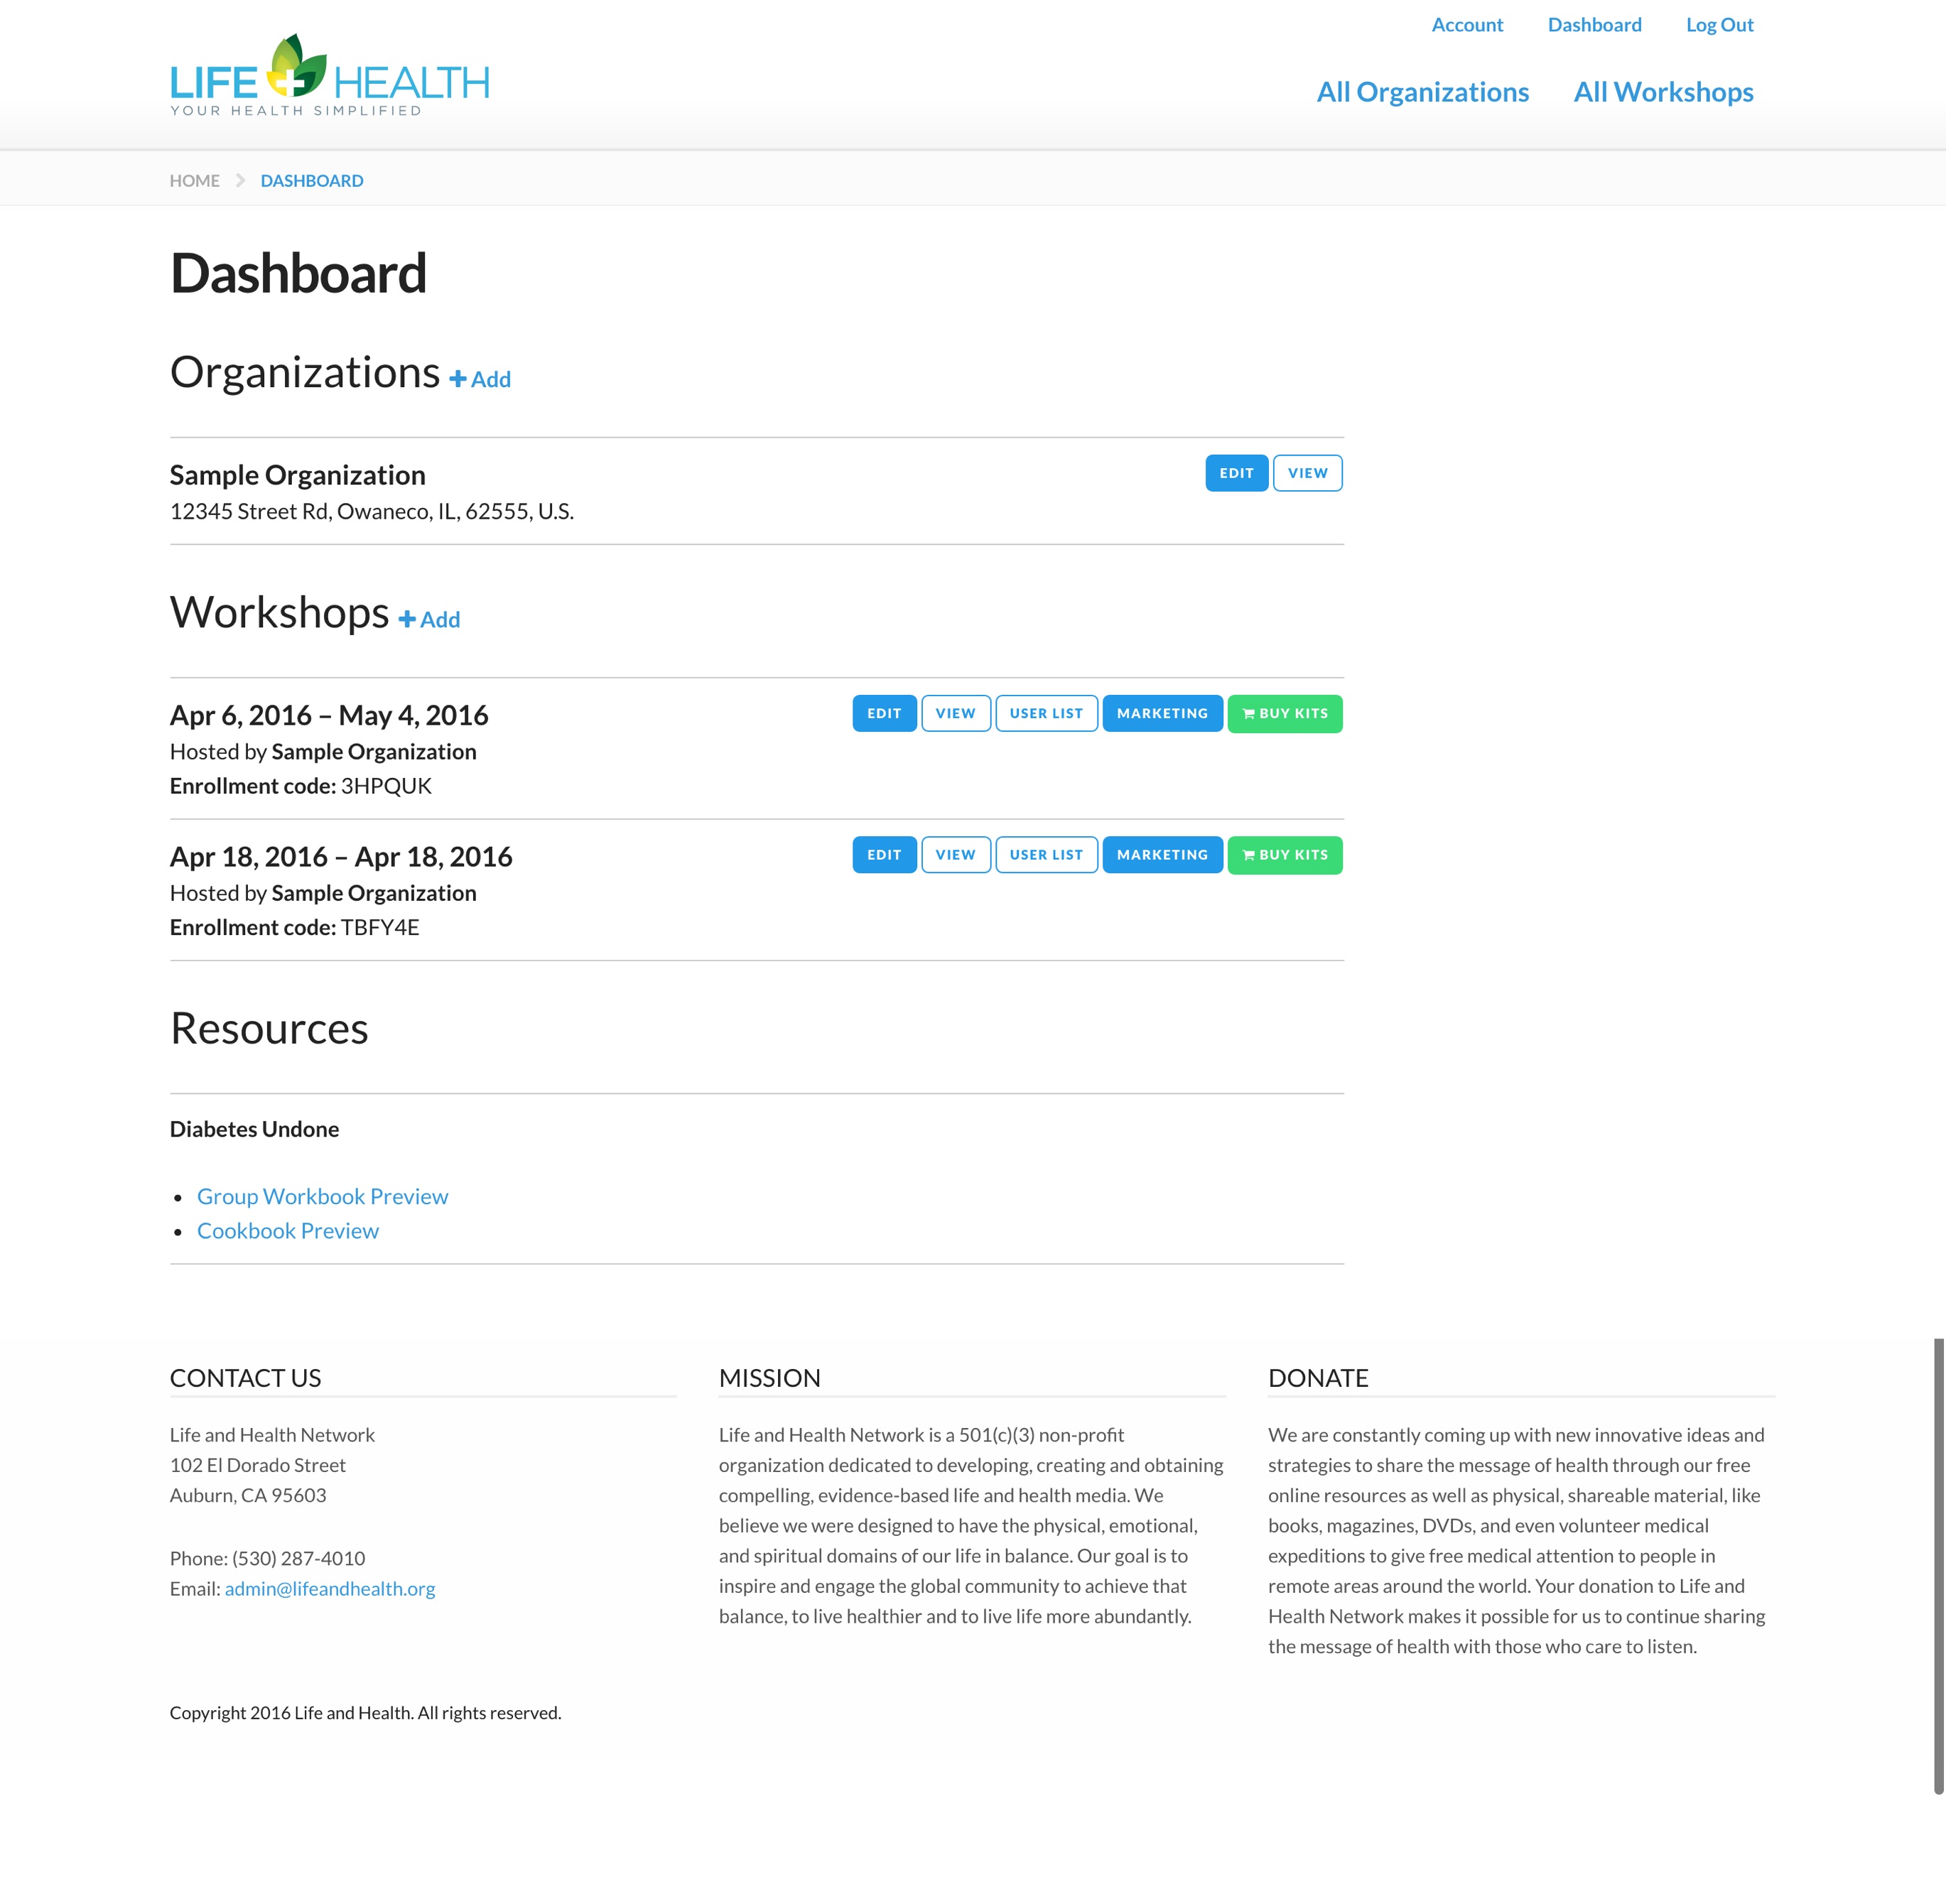 Account Dashboard Log Out
LIFE HEALTH
YOUR HEALTH SIMPLIFIED
All Organizations All Workshops
HOME DASHBOARD
Dashboard
Organizations + Add
Sample Organization
EDIT VIEW
12345 Street Rd, Owaneco, IL, 62555, U.S.
Workshops + Add
Apr 6, 2016 – May 4, 2016
EDIT VIEW USER LIST MARKETING BUY KITS
Hosted by Sample Organization
Enrollment code: 3HPQUK
Apr 18, 2016 – Apr 18, 2016
EDIT VIEW USER LIST MARKETING BUY KITS
Hosted by Sample Organization
Enrollment code: TBFY4E
Resources
Diabetes Undone
• Group Workbook Preview
• Cookbook Preview
CONTACT US
Life and Health Network
102 El Dorado Street
Auburn, CA 95603
Phone: (530) 287-4010
Email: admin@lifeandhealth.org
MISSION
Life and Health Network is a 501(c)(3) non-profit
organization dedicated to developing, creating and obtaining
compelling, evidence-based life and health media. We
believe we were designed to have the physical, emotional,
and spiritual domains of our life in balance. Our goal is to
inspire and engage the global community to achieve that
balance, to live healthier and to live life more abundantly.
DONATE
We are constantly coming up with new innovative ideas and
strategies to share the message of health through our free
online resources as well as physical, shareable material, like
books, magazines, DVDs, and even volunteer medical
expeditions to give free medical attention to people in
remote areas around the world. Your donation to Life and
Health Network makes it possible for us to continue sharing
the message of health with those who care to listen.
Copyright 2016 Life and Health. All rights reserved.